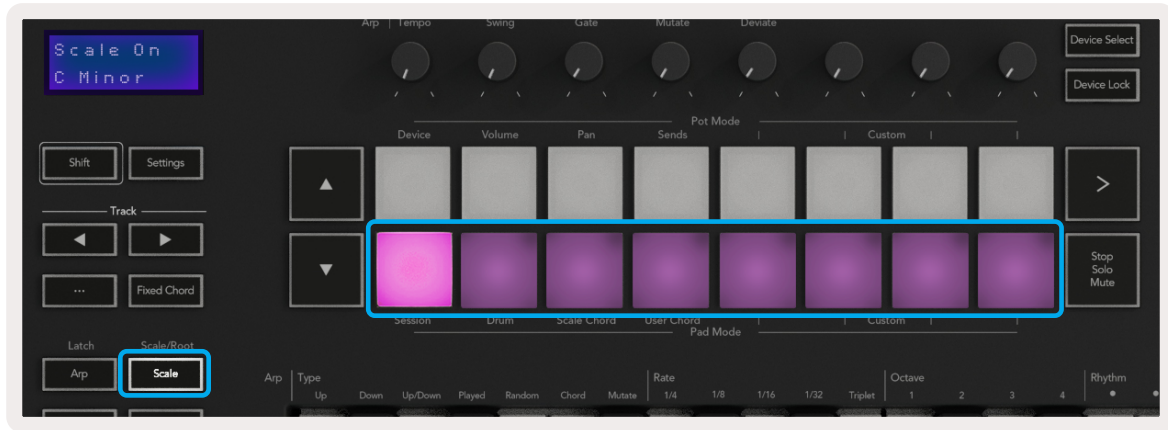 Arp | Tempo Swing Gate Mutate Deviate
Scale On
C Minor
Device Select
Device Lock
Pot Mode
Device Volume Pan Sends Custom
Shift Settings
Track
Stop
Solo
Mute
... Fixed Chord
Session Drum Scale Chord User Chord Custom
Pad Mode
Latch Scale/Root
Arp Scale
Arp Type Rate Octave Rhythm
Up Down Up/Down Played Random Chord Mutate 1/4 1/8 1/16 1/32 Triplet 1 2 3 4